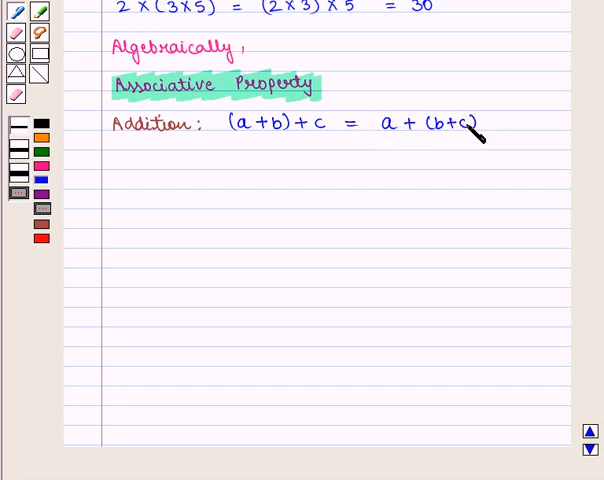 2 × (3×5) = (2×3) × 5 = 30
Algebraically,
Associative Property
Addition: (a+b)+c = a+(b+c)